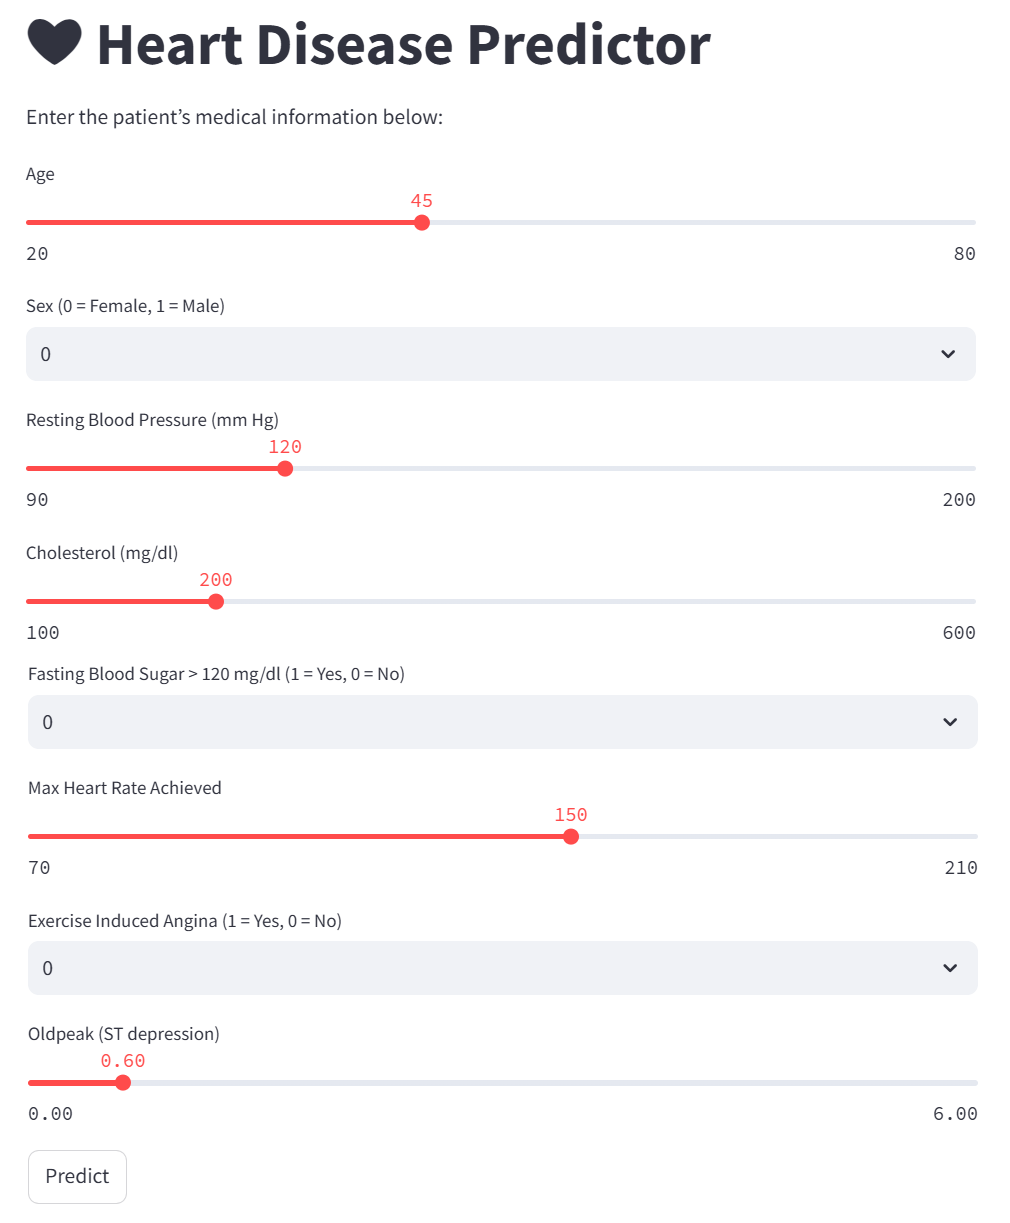 Heart Disease Predictor
Enter the patient’s medical information below:
Age
45
20 80
Sex (0 = Female, 1 = Male)
0
Resting Blood Pressure (mm Hg)
120
90 200
Cholesterol (mg/dl)
200
100 600
Fasting Blood Sugar > 120 mg/dl (1 = Yes, 0 = No)
0
Max Heart Rate Achieved
150
70 210
Exercise Induced Angina (1 = Yes, 0 = No)
0
Oldpeak (ST depression)
0.60
0.00 6.00
Predict